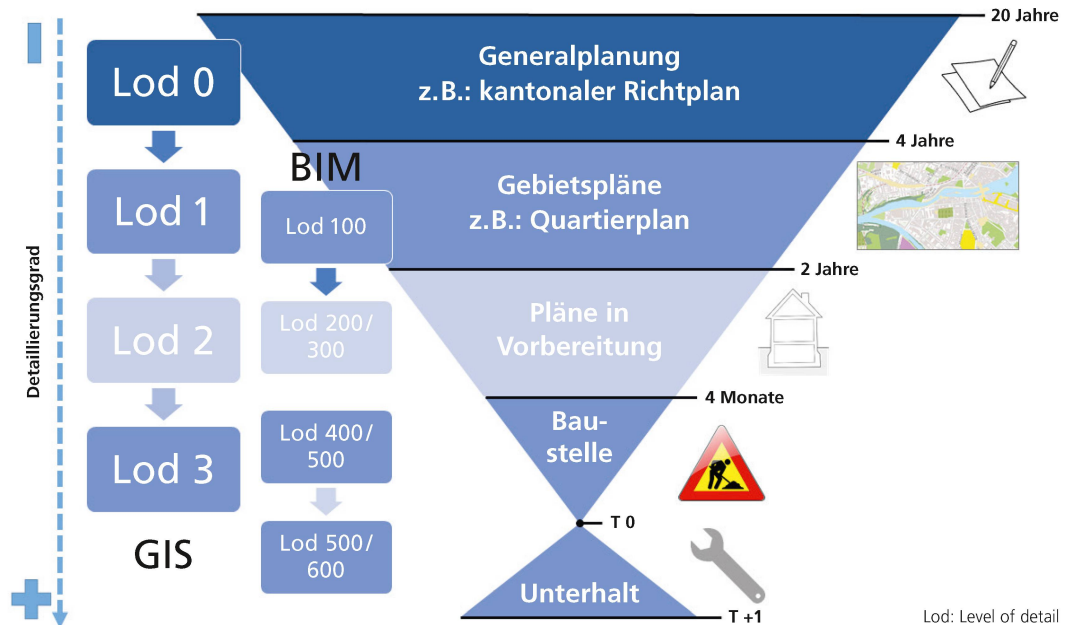 Detaillierungsgrad
Lod 0
Lod 1
Lod 2
Lod 3
GIS
BIM
Lod 100
Lod 200/
300
Lod 400/
500
Lod 500/
600
Generalplanung
z.B.: kantonaler Richtplan
Gebietspläne
z.B.: Quartierplan
Pläne in
Vorbereitung
Bau-
stelle
Unterhalt
20 Jahre
4 Jahre
2 Jahre
4 Monate
T 0
T +1
Lod: Level of detail